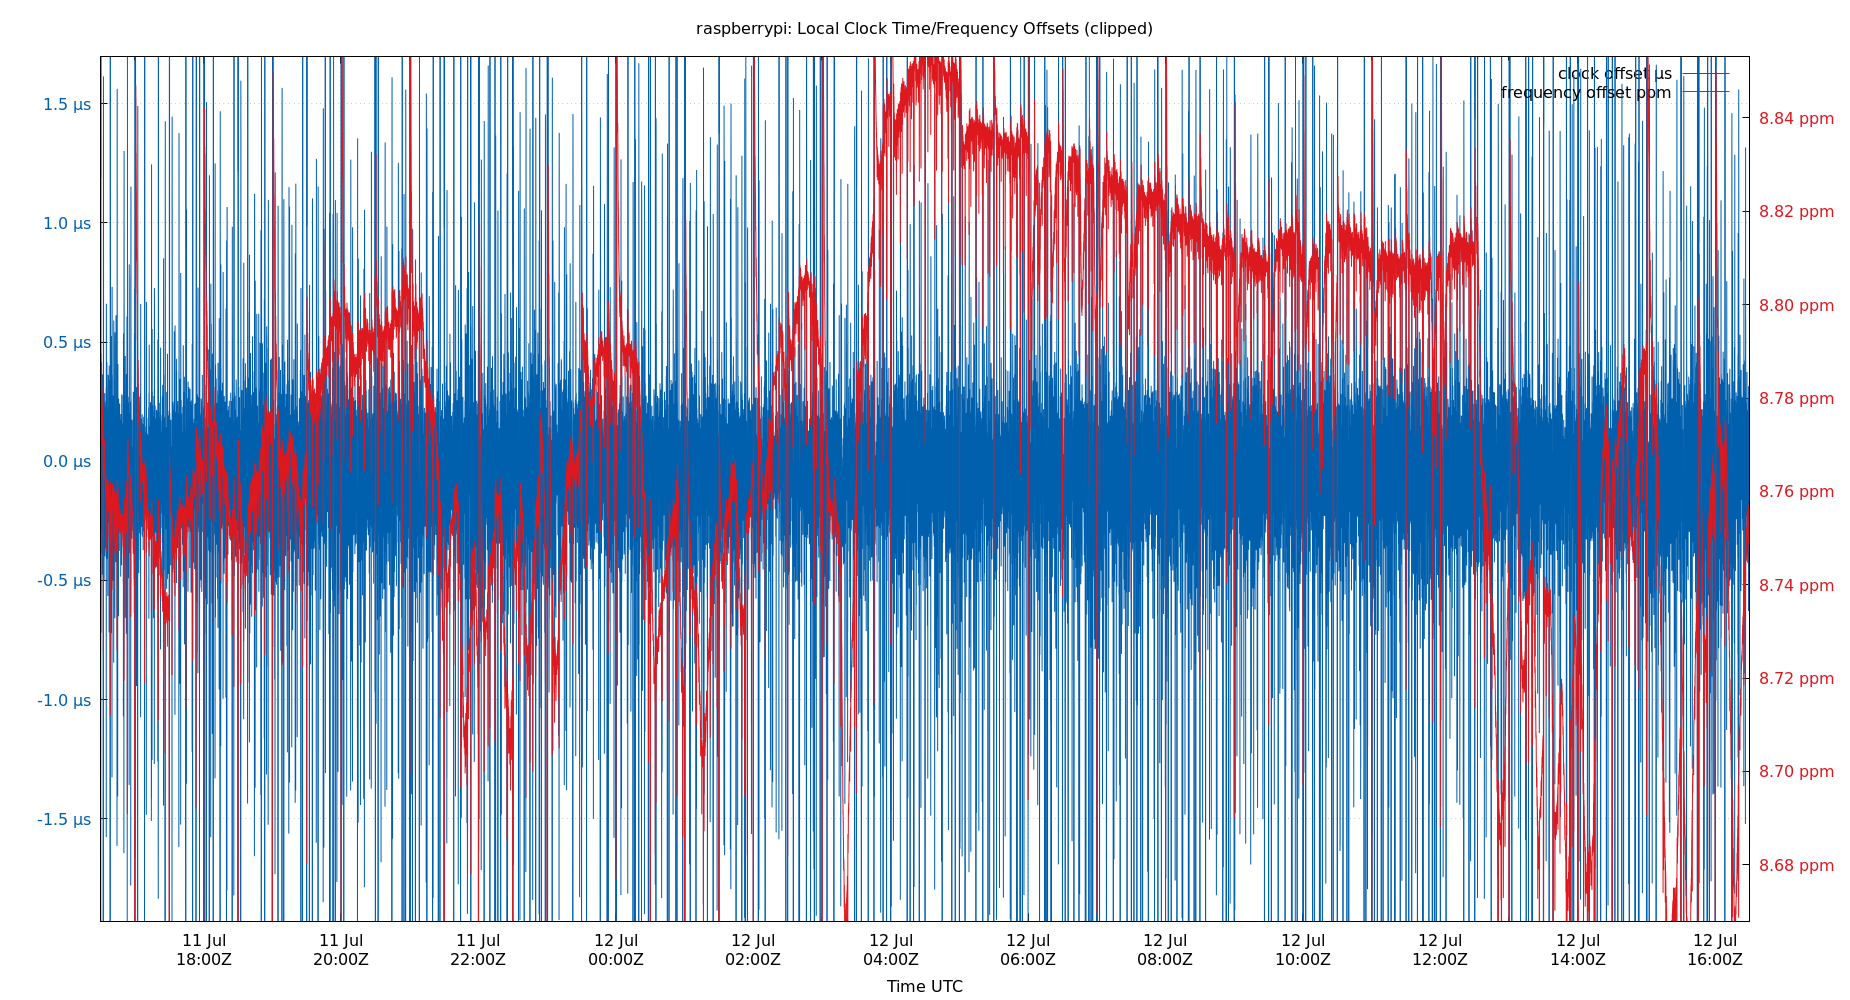 raspberrypi: Local Clock Time/Frequency Offsets (clipped)
clock offset µs
frequency offset ppm
1.5 µs
1.0 µs
0.5 µs
0.0 µs
-0.5 µs
-1.0 µs
-1.5 µs
8.84 ppm
8.82 ppm
8.80 ppm
8.78 ppm
8.76 ppm
8.74 ppm
8.72 ppm
8.70 ppm
8.68 ppm
11 Jul 11 Jul 11 Jul 12 Jul 12 Jul 12 Jul 12 Jul 12 Jul 12 Jul 12 Jul 12 Jul 12 Jul
18:00Z 20:00Z 22:00Z 00:00Z 02:00Z 04:00Z 06:00Z 08:00Z 10:00Z 12:00Z 14:00Z 16:00Z
Time UTC